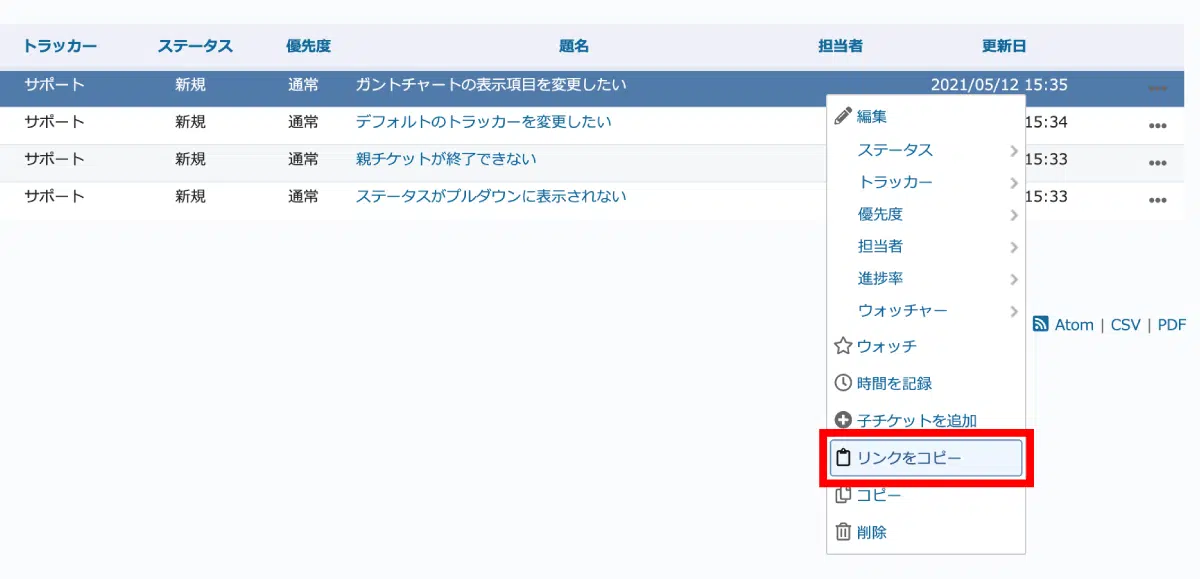 トラッカー ステータス 優先度 題名 担当者 更新日
サポート 新規 通常 ガントチャートの表示項目を変更したい 2021/05/12 15:35
サポート 新規 通常 デフォルトのトラッカーを変更したい 15:34
サポート 新規 通常 親チケットが終了できない 15:33
サポート 新規 通常 ステータスがプルダウンに表示されない 15:33
編集
ステータス
トラッカー
優先度
担当者
進捗率
ウォッチャー
ウォッチ
時間を記録
子チケットを追加
リンクをコピー
コピー
削除
Atom | CSV | PDF